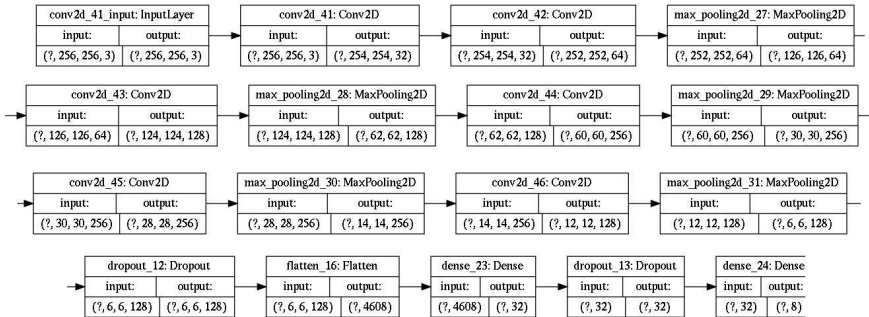 conv2d_41_input: InputLayer conv2d_41: Conv2D conv2d_42: Conv2D max_pooling2d_27: MaxPooling2D
input: output: input: output: input: output: input: output:
(?, 256, 256, 3) (?, 256, 256, 3) (?, 256, 256, 3) (?, 254, 254, 32) (?, 254, 254, 32) (?, 252, 252, 64) (?, 252, 252, 64) (?, 126, 126, 64)
conv2d_43: Conv2D max_pooling2d_28: MaxPooling2D conv2d_44: Conv2D max_pooling2d_29: MaxPooling2D
input: output: input: output: input: output: input: output:
(?, 126, 126, 64) (?, 124, 124, 128) (?, 124, 124, 128) (?, 62, 62, 128) (?, 62, 62, 128) (?, 60, 60, 256) (?, 60, 60, 256) (?, 30, 30, 256)
conv2d_45: Conv2D max_pooling2d_30: MaxPooling2D conv2d_46: Conv2D max_pooling2d_31: MaxPooling2D
input: output: input: output: input: output: input: output:
(?, 30, 30, 256) (?, 28, 28, 256) (?, 28, 28, 256) (?, 14, 14, 256) (?, 14, 14, 256) (?, 12, 12, 128) (?, 12, 12, 128) (?, 6, 6, 128)
dropout_12: Dropout flatten_16: Flatten dense_23: Dense dropout_13: Dropout dense_24: Dense
input: output: input: output: input: output: input: output: input: output:
(?, 6, 6, 128) (?, 6, 6, 128) (?, 6, 6, 128) (?, 4608) (?, 4608) (?, 32) (?, 32) (?, 32) (?, 32) (?, 8)